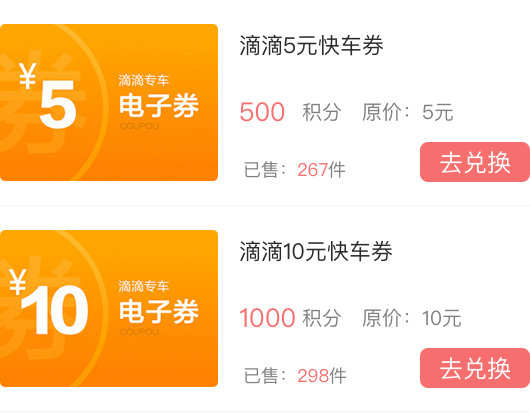 滴滴5元快车券
¥5
滴滴专车
电子券
COUPOU
500 积分 原价：5元
已售：267件
去兑换
滴滴10元快车券
¥10
滴滴专车
电子券
COUPOU
1000 积分 原价：10元
已售：298件
去兑换